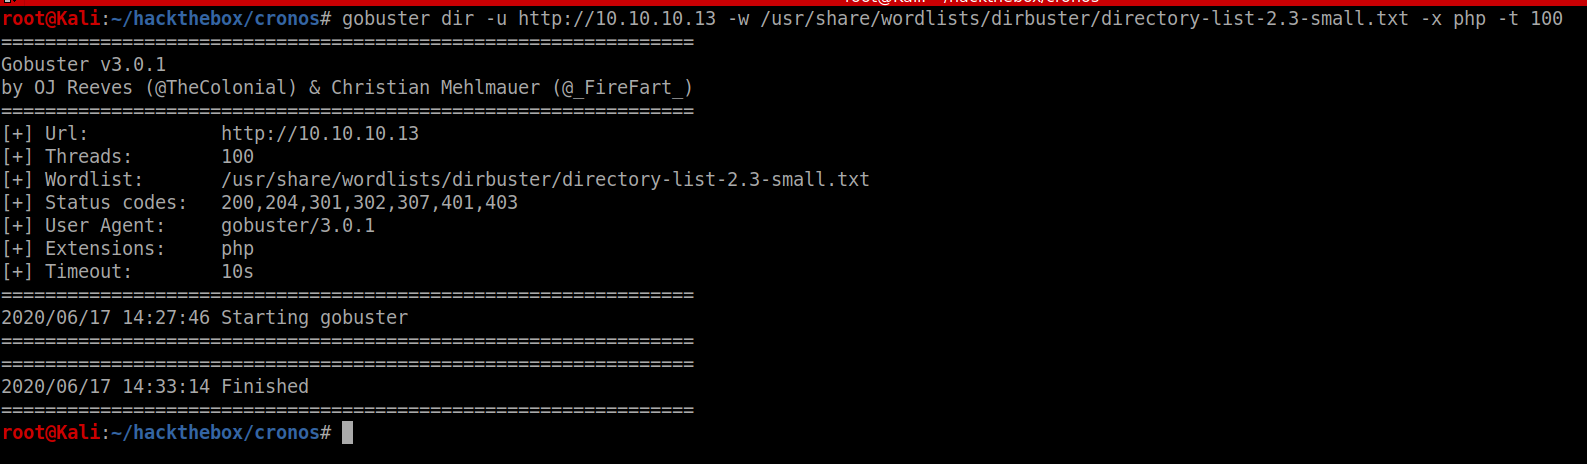 root@Kali:~/hackthebox/cronos# gobuster dir -u http://10.10.10.13 -w /usr/share/wordlists/dirbuster/directory-list-2.3-small.txt -x php -t 100
===============================================================
Gobuster v3.0.1
by OJ Reeves (@TheColonial) & Christian Mehlmauer (@_FireFart_)
===============================================================
[+] Url:            http://10.10.10.13
[+] Threads:        100
[+] Wordlist:       /usr/share/wordlists/dirbuster/directory-list-2.3-small.txt
[+] Status codes:   200,204,301,302,307,401,403
[+] User Agent:     gobuster/3.0.1
[+] Extensions:     php
[+] Timeout:        10s
===============================================================
2020/06/17 14:27:46 Starting gobuster
===============================================================
===============================================================
2020/06/17 14:33:14 Finished
===============================================================
root@Kali:~/hackthebox/cronos#